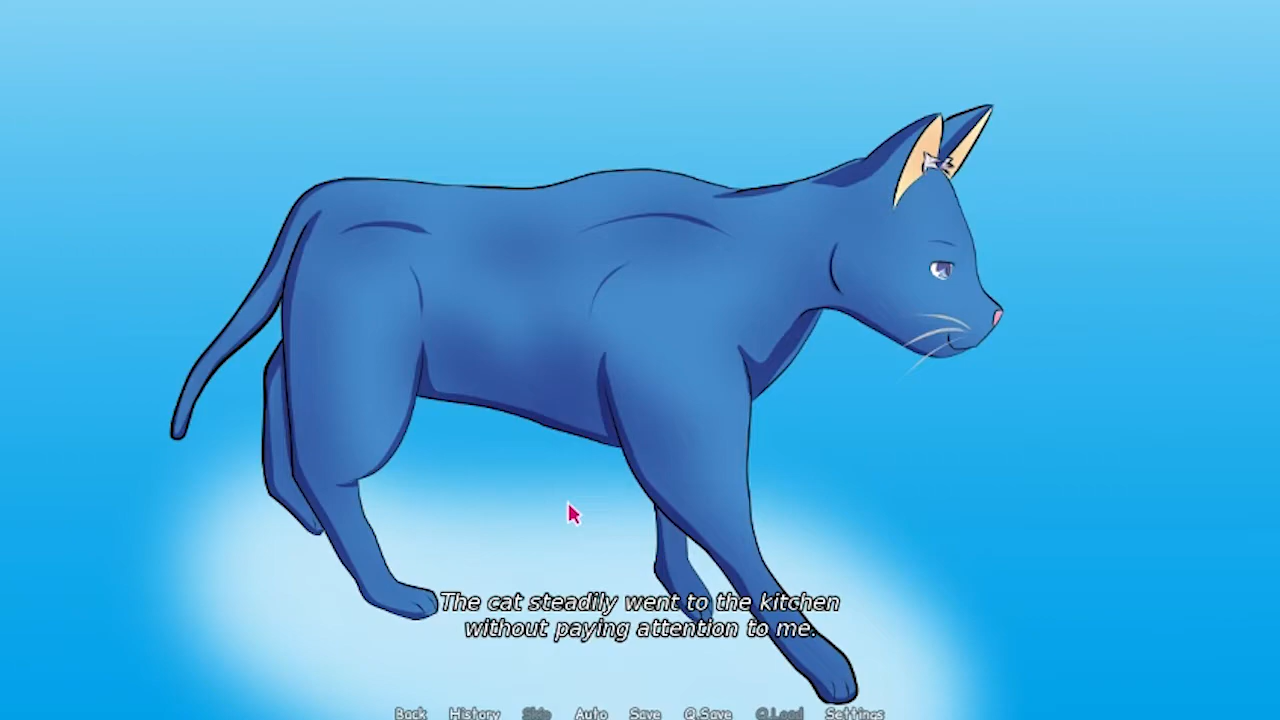 The cat steadily went to the kitchen
without paying attention to me.
Back History Skip Auto Save Q.Save Q.Load Settings